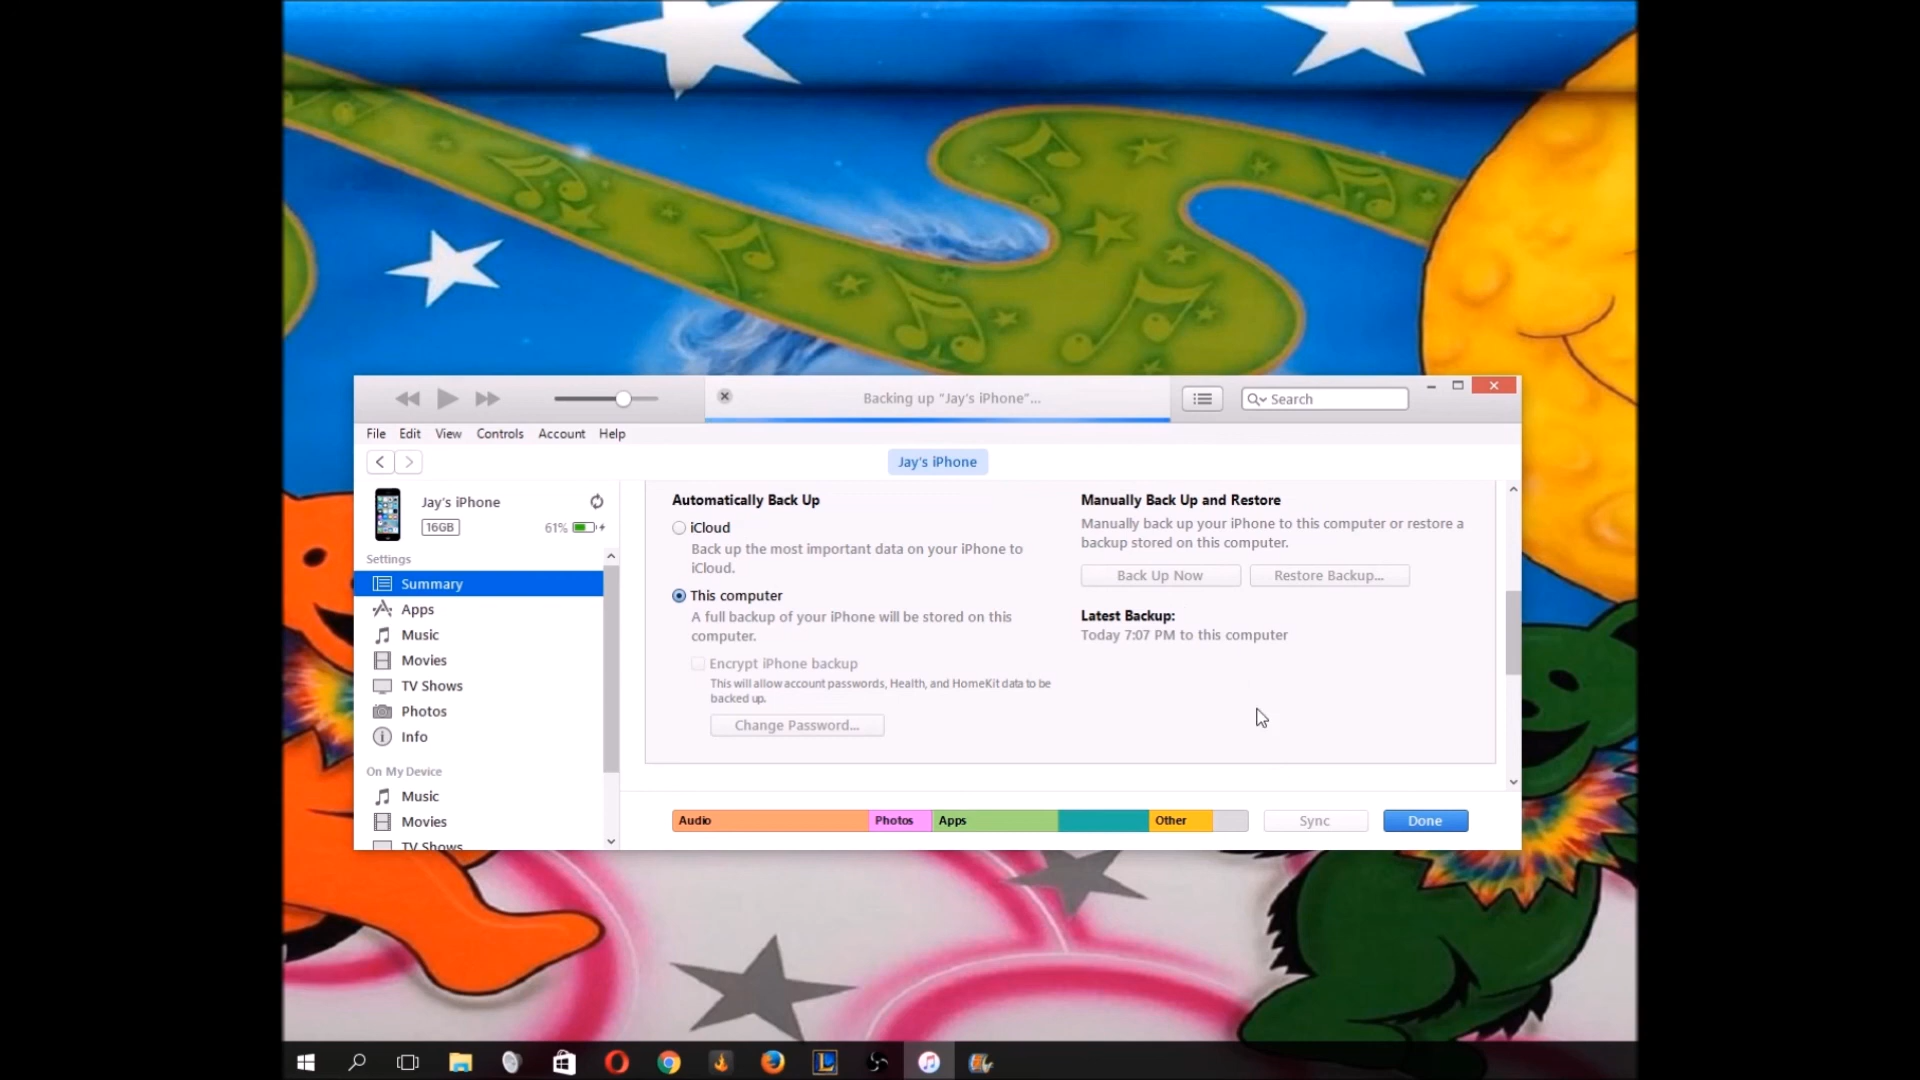 Backing up "Jay's iPhone"...
Search
File Edit View Controls Account Help
Jay's iPhone
Jay's iPhone
16GB
61%
Settings
Summary
Apps
Music
Movies
TV Shows
Photos
Info
On My Device
Music
Movies
TV Shows
Automatically Back Up
iCloud
Back up the most important data on your iPhone to
iCloud.
This computer
A full backup of your iPhone will be stored on this
computer.
Encrypt iPhone backup
This will allow account passwords, Health, and HomeKit data to be
backed up.
Change Password...
Manually Back Up and Restore
Manually back up your iPhone to this computer or restore a
backup stored on this computer.
Back Up Now Restore Backup...
Latest Backup:
Today 7:07 PM to this computer
Audio Photos Apps Other Sync Done